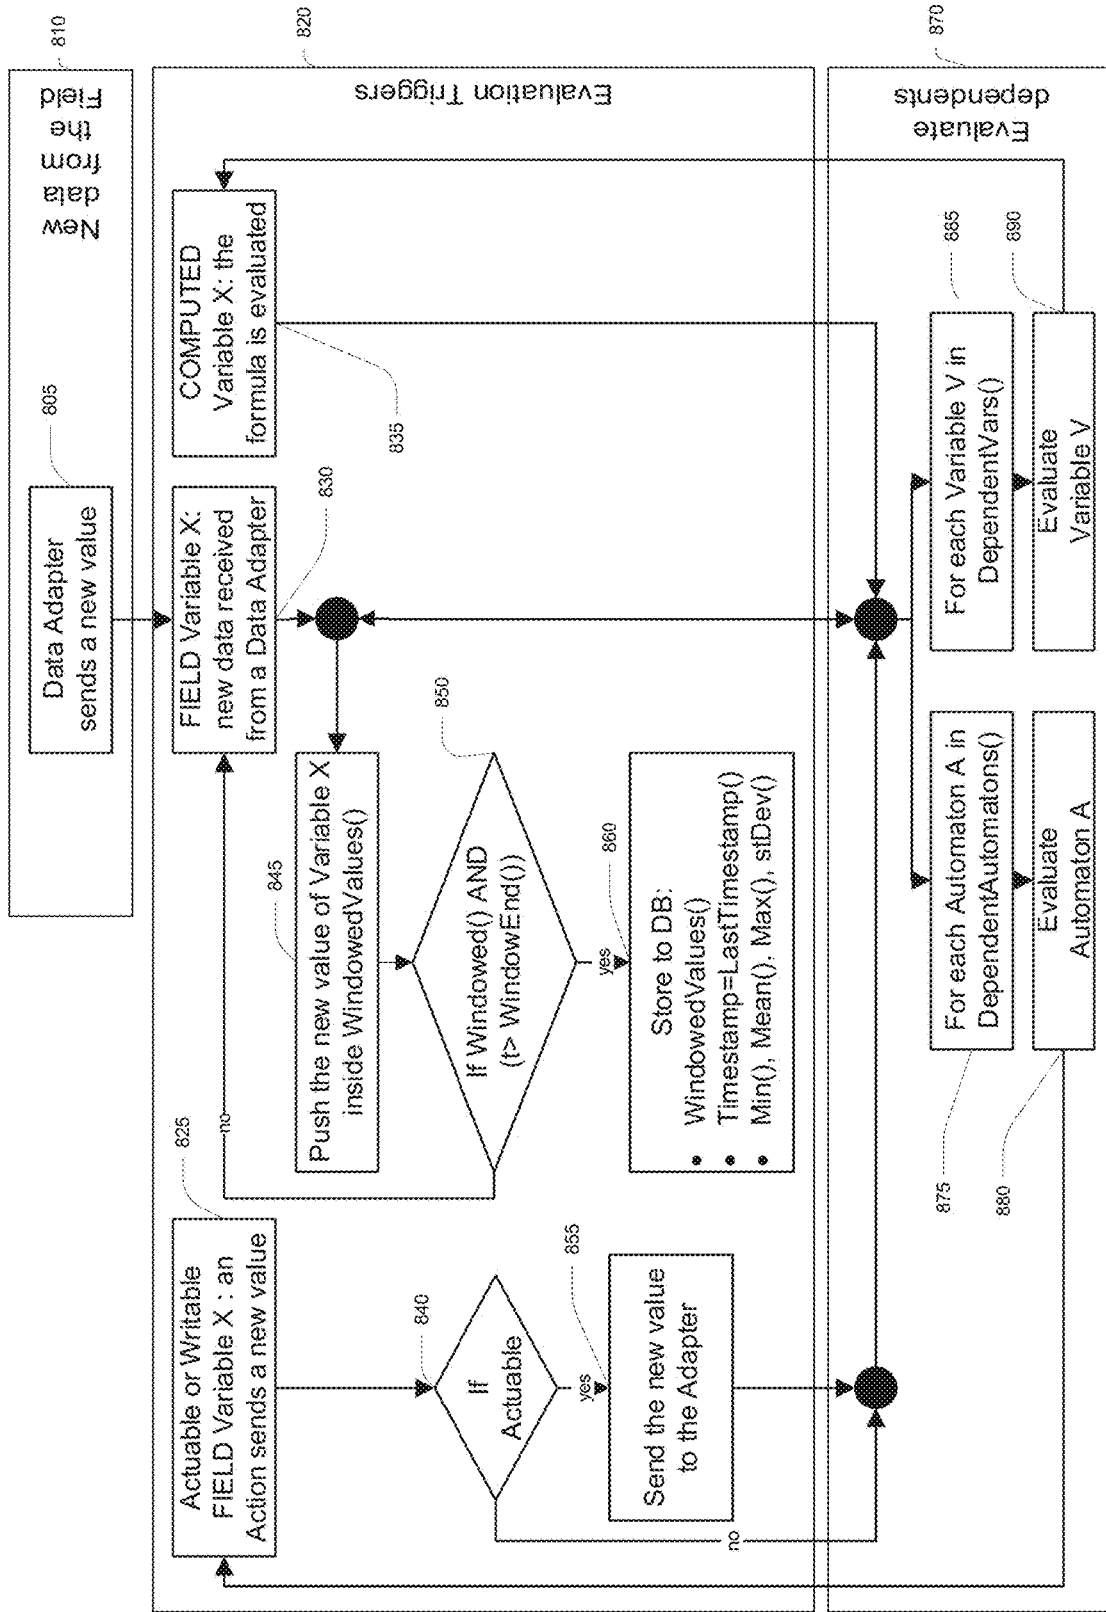 810
New
data
from
the
Field
Data Adapter
sends a new value
805
820
Evaluation Triggers
Actuable or Writable
FIELD Variable X : an
Action sends a new value
825
FIELD Variable X:
new data received
from a Data Adapter
830
COMPUTED
Variable X: the
formula is evaluated
835
Push the new value of Variable X
inside WindowedValues()
845
no
If
Actuable
840
yes
no
If Windowed() AND
(t> WindowEnd())
850
yes
Send the new value
to the Adapter
855
Store to DB:
• WindowedValues()
• Timestamp=LastTimestamp()
• Min(), Mean(), Max(), stDev()
860
870
Evaluate
dependents
For each Automaton A in
DependentAutomatons()
875
Evaluate
Automaton A
880
For each Variable V in
DependentVars()
885
Evaluate
Variable V
890